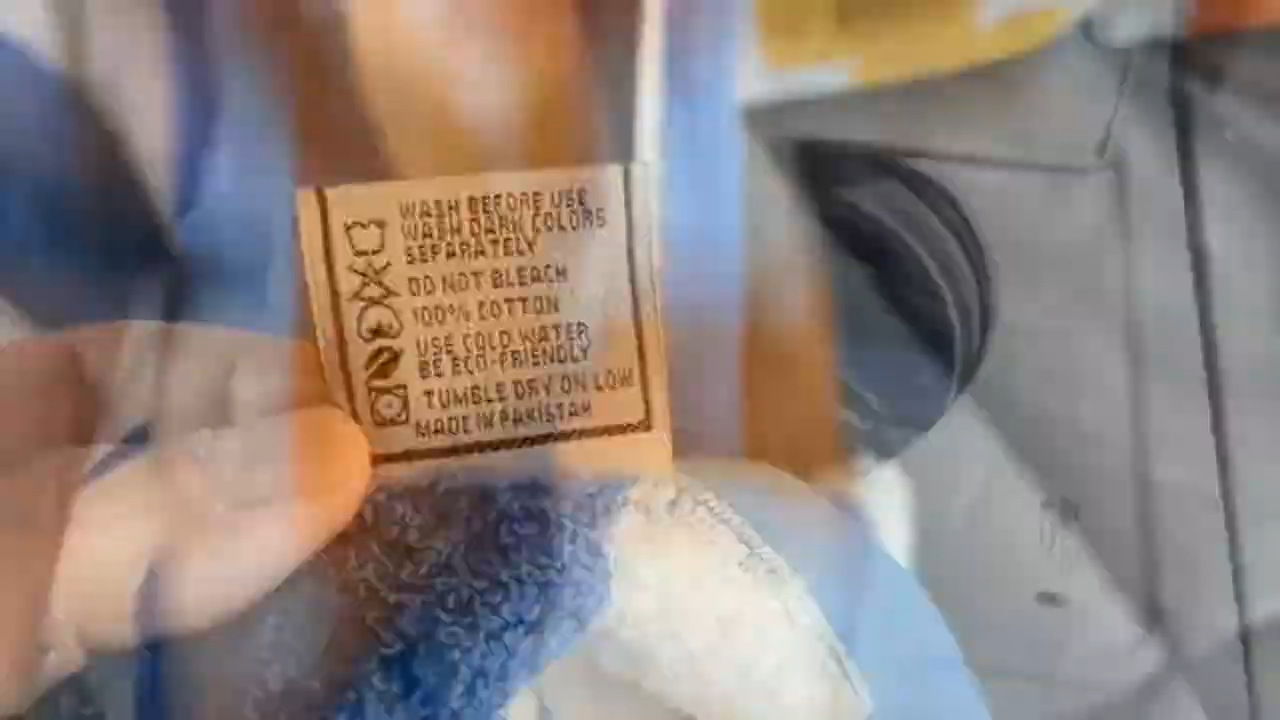 WASH BEFORE USE
WASH DARK COLORS
SEPARATELY
DO NOT BLEACH
100% COTTON
USE COLD WATER
BE ECO-FRIENDLY
TUMBLE DRY ON LOW
MADE IN PAKISTAN